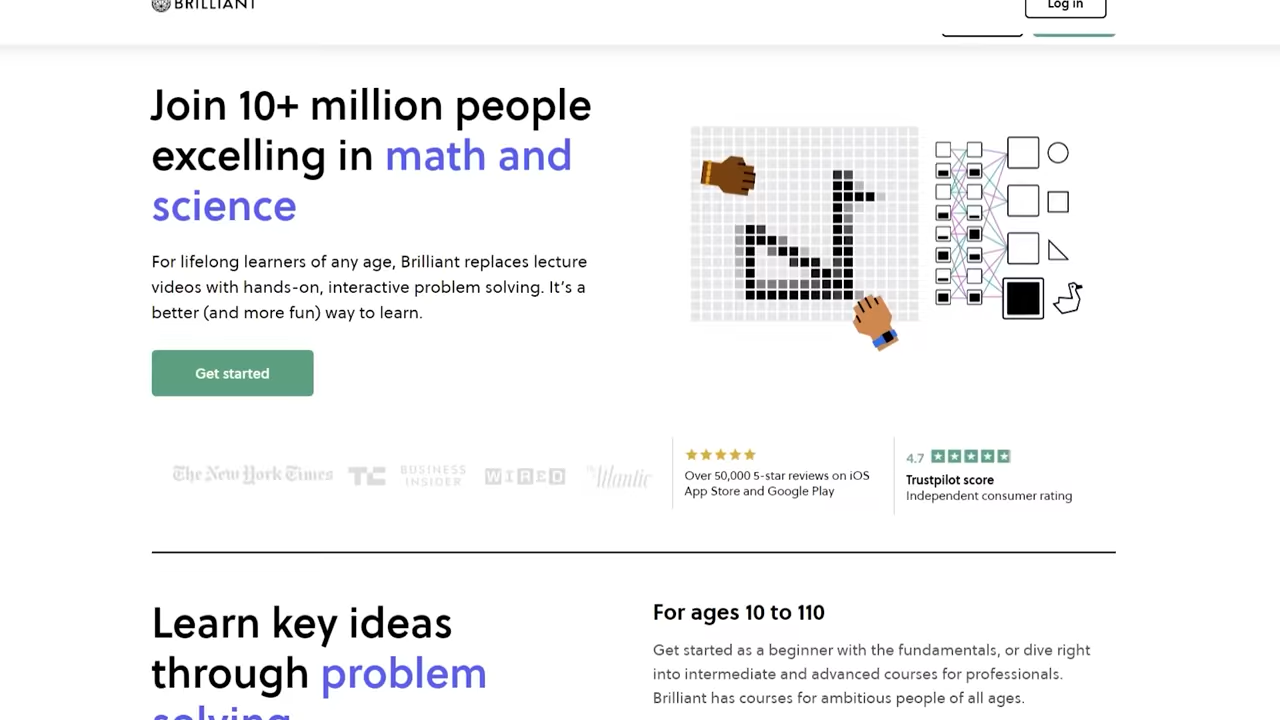 BRILLIANT
Log in
Join 10+ million people
excelling in math and
science
For lifelong learners of any age, Brilliant replaces lecture
videos with hands-on, interactive problem solving. It's a
better (and more fun) way to learn.
Get started
The New York Times
TC
BUSINESS
INSIDER
WIRED
The Atlantic
Over 50,000 5-star reviews on iOS
App Store and Google Play
4.7
Trustpilot score
Independent consumer rating
Learn key ideas
through problem
solving
For ages 10 to 110
Get started as a beginner with the fundamentals, or dive right
into intermediate and advanced courses for professionals.
Brilliant has courses for ambitious people of all ages.